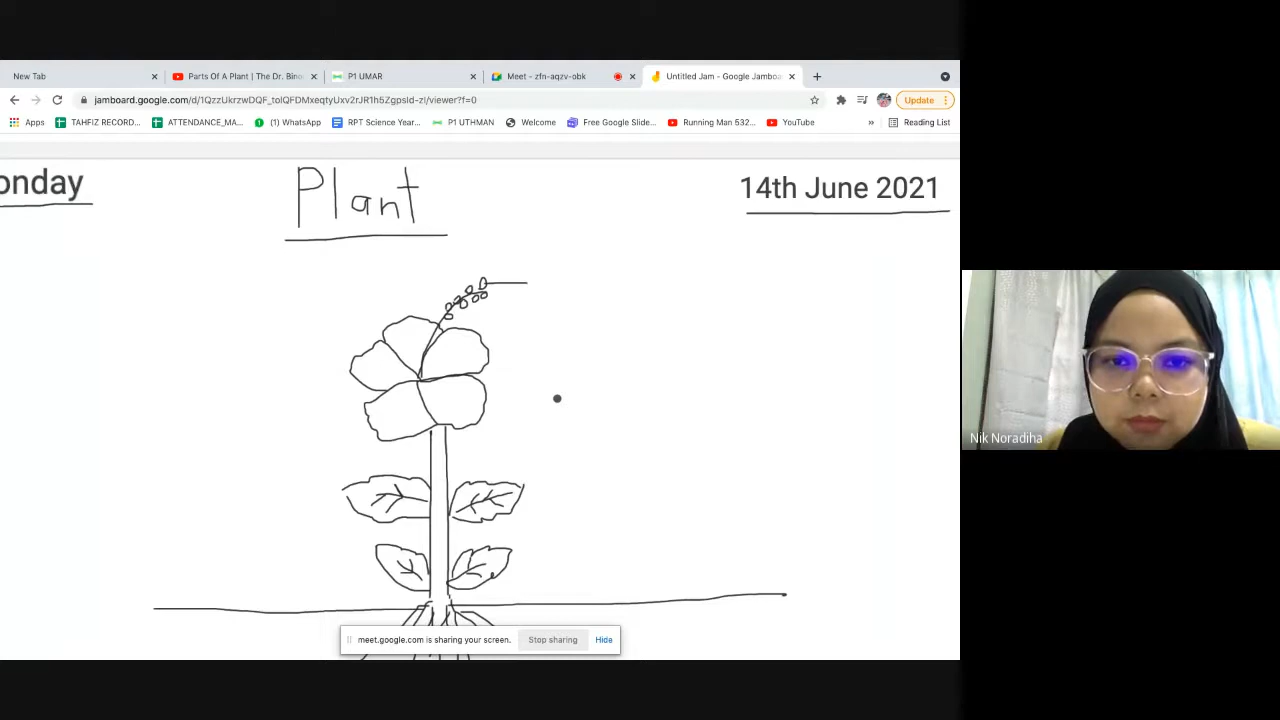 New Tab
Parts Of A Plant | The Dr. Bino
P1 UMAR
Meet - zfn-aqzv-obk
Untitled Jam - Google Jamboa
jamboard.google.com/d/1QzzUkrzwDQF_tolQFDMxeqtyUxv2rJR1h5Zgpsld-zI/viewer?f=0
Update
Apps
TAHFIZ RECORD...
ATTENDANCE_MA...
(1) WhatsApp
RPT Science Year...
P1 UTHMAN
Welcome
Free Google Slide...
Running Man 532...
YouTube
»
Reading List
onday
Plant
14th June 2021
Nik Noradiha
meet.google.com is sharing your screen.
Stop sharing
Hide